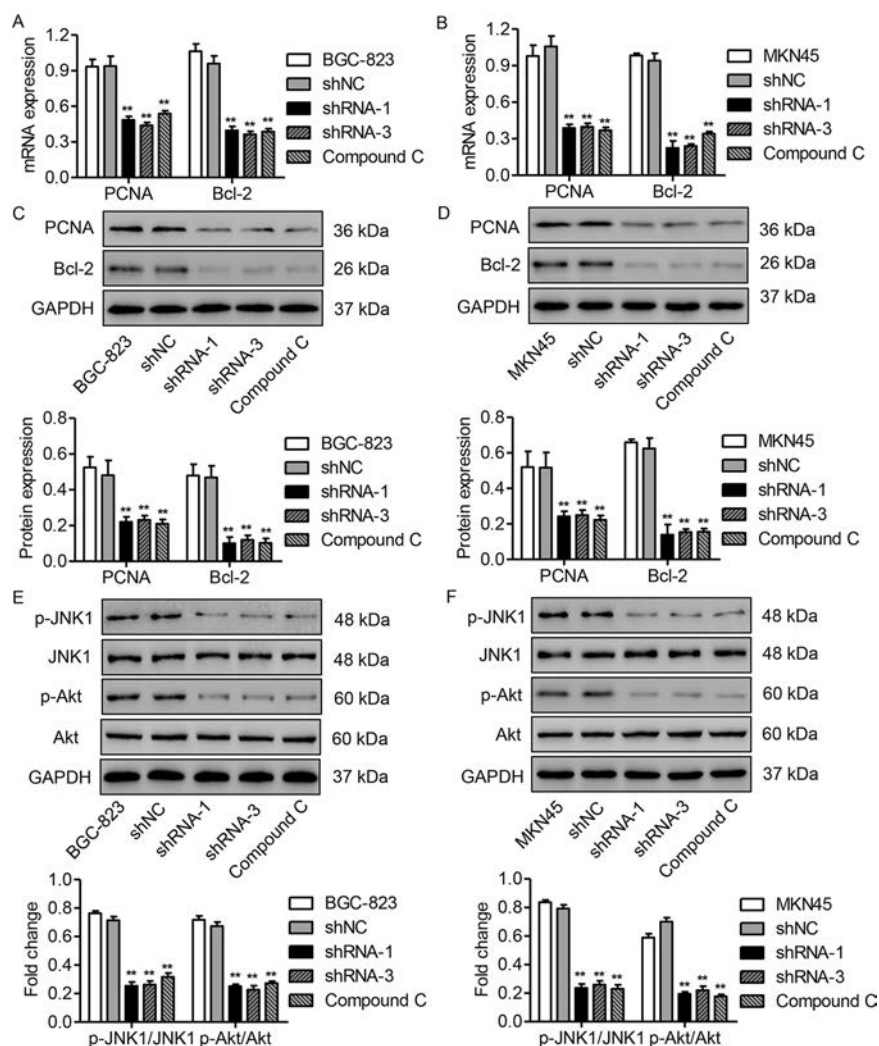 A
mRNA expression
1.2
0.9
0.6
0.3
0.0
** ** **
** ** **
PCNA Bcl-2
BGC-823
shNC
shRNA-1
shRNA-3
Compound C
B
mRNA expression
1.2
0.9
0.6
0.3
0.0
** ** **
** ** **
PCNA Bcl-2
MKN45
shNC
shRNA-1
shRNA-3
Compound C
C
PCNA 36 kDa
Bcl-2 26 kDa
GAPDH 37 kDa
BGC-823 shNC shRNA-1 shRNA-3 Compound C
Protein expression
0.8
0.6
0.4
0.2
0.0
** ** **
** ** **
PCNA Bcl-2
BGC-823
shNC
shRNA-1
shRNA-3
Compound C
D
PCNA 36 kDa
Bcl-2 26 kDa
GAPDH 37 kDa
MKN45 shNC shRNA-1 shRNA-3 Compound C
Protein expression
0.8
0.6
0.4
0.2
0.0
** ** **
** ** **
PCNA Bcl-2
MKN45
shNC
shRNA-1
shRNA-3
Compound C
E
p-JNK1 48 kDa
JNK1 48 kDa
p-Akt 60 kDa
Akt 60 kDa
GAPDH 37 kDa
BGC-823 shNC shRNA-1 shRNA-3 Compound C
Fold change
1.0
0.8
0.6
0.4
0.2
0.0
** ** **
** ** **
p-JNK1/JNK1 p-Akt/Akt
BGC-823
shNC
shRNA-1
shRNA-3
Compound C
F
p-JNK1 48 kDa
JNK1 48 kDa
p-Akt 60 kDa
Akt 60 kDa
GAPDH 37 kDa
MKN45 shNC shRNA-1 shRNA-3 Compound C
Fold change
1.0
0.8
0.6
0.4
0.2
0.0
** ** **
** ** **
p-JNK1/JNK1 p-Akt/Akt
MKN45
shNC
shRNA-1
shRNA-3
Compound C